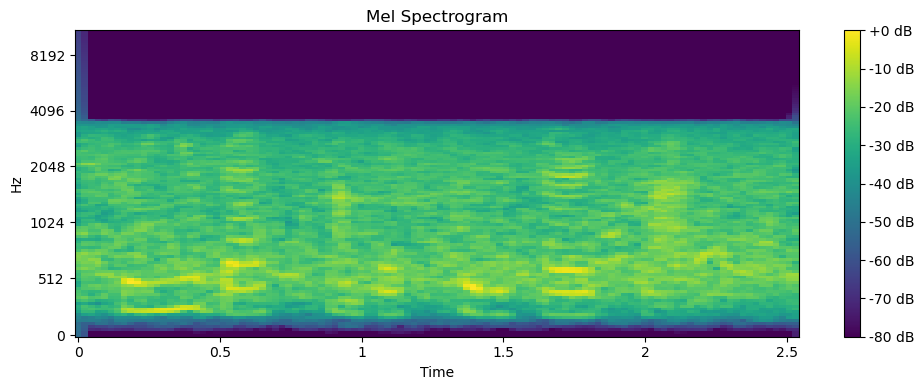 Mel Spectrogram
Hz
8192
4096
2048
1024
512
0
0
0.5
1
1.5
2
2.5
Time
+0 dB
-10 dB
-20 dB
-30 dB
-40 dB
-50 dB
-60 dB
-70 dB
-80 dB